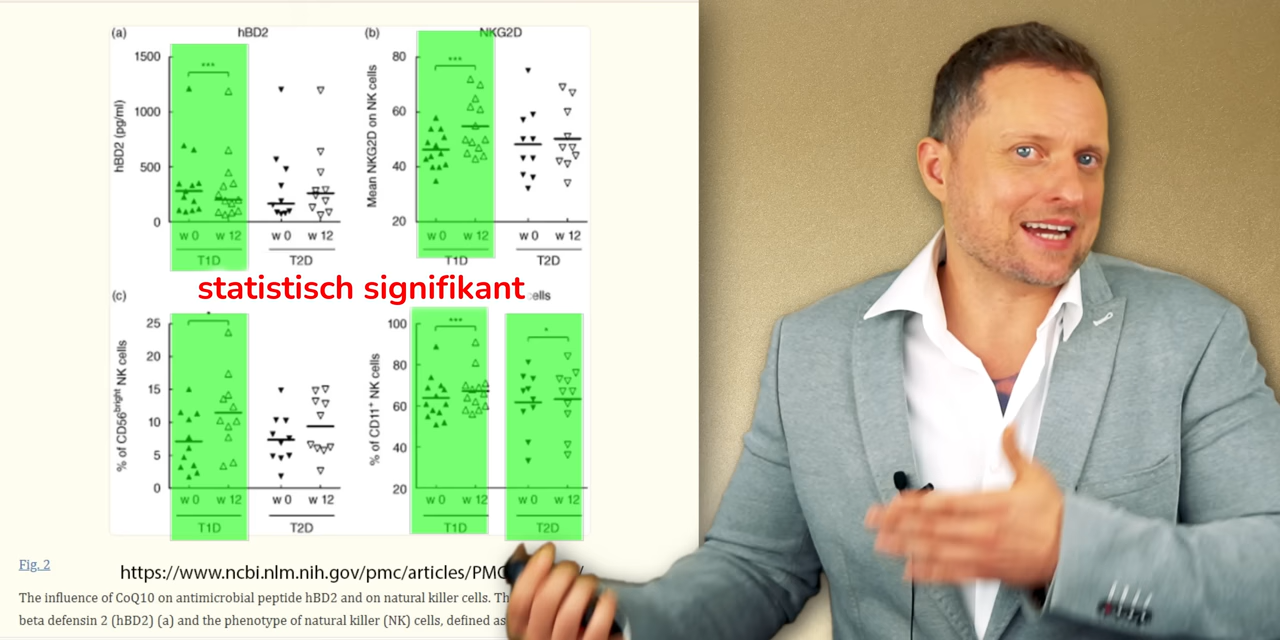 (a)
hBD2
hBD2 (pg/ml)
1500
1000
500
0
***
w 0 w 12 w 0 w 12
T1D T2D
(b)
NKG2D
Mean NKG2D on NK cells
80
60
40
20
***
w 0 w 12 w 0 w 12
T1D T2D
statistisch signifikant
(c)
% of CD56bright NK cells
25
20
15
10
5
0
*
w 0 w 12 w 0 w 12
T1D T2D
cells
% of CD11+ NK cells
100
80
60
40
20
***
*
w 0 w 12 w 0 w 12
T1D T2D
Fig. 2
https://www.ncbi.nlm.nih.gov/pmc/articles/PMC
The influence of CoQ10 on antimicrobial peptide hBD2 and on natural killer cells.
beta defensin 2 (hBD2) (a) and the phenotype of natural killer (NK) cells, defined as